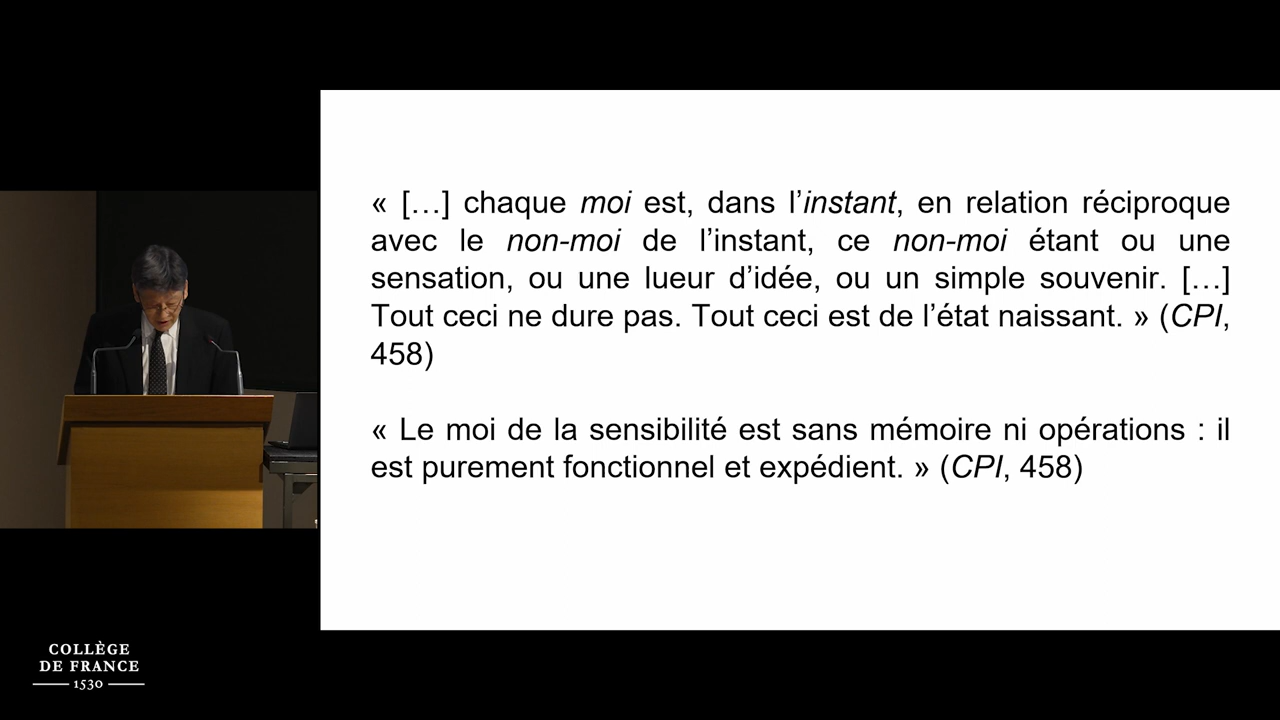 « […] chaque moi est, dans l’instant, en relation réciproque
avec le non-moi de l’instant, ce non-moi étant ou une
sensation, ou une lueur d’idée, ou un simple souvenir. […]
Tout ceci ne dure pas. Tout ceci est de l’état naissant. » (CPI,
458)
« Le moi de la sensibilité est sans mémoire ni opérations : il
est purement fonctionnel et expédient. » (CPI, 458)
COLLÈGE
DE FRANCE
1530